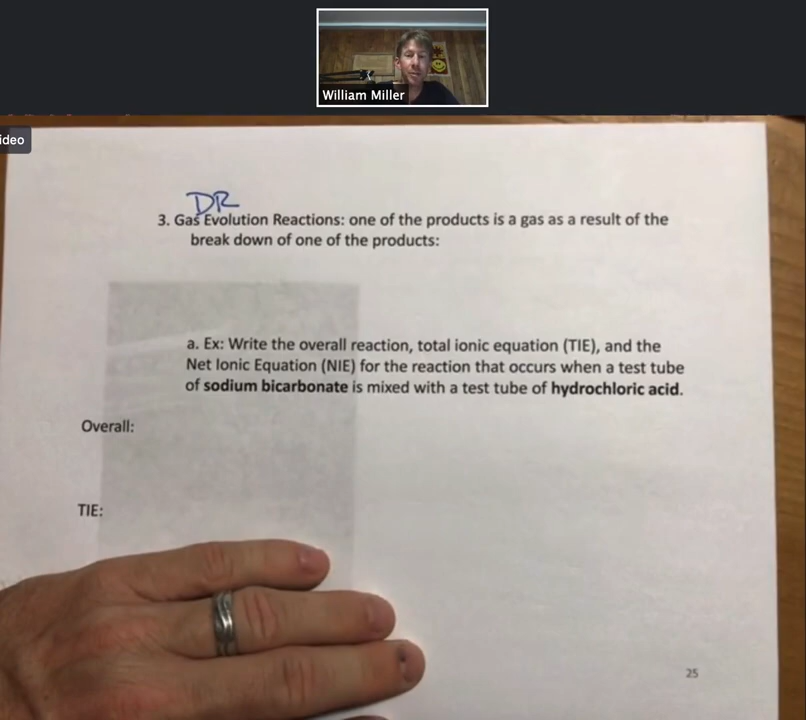 William Miller
ideo
DR
3. Gas Evolution Reactions: one of the products is a gas as a result of the
break down of one of the products:
a. Ex: Write the overall reaction, total ionic equation (TIE), and the
Net Ionic Equation (NIE) for the reaction that occurs when a test tube
of sodium bicarbonate is mixed with a test tube of hydrochloric acid.
Overall:
TIE:
25